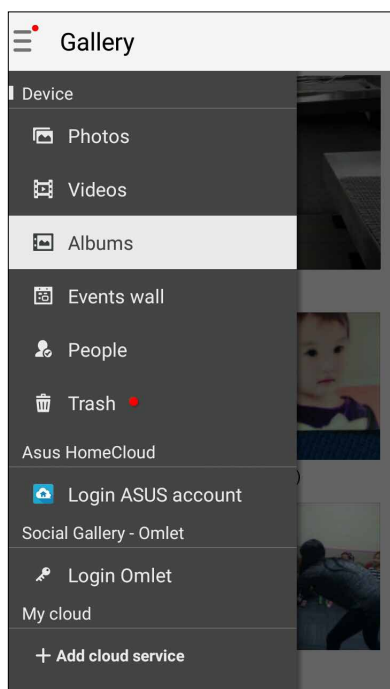 Gallery
Device
Photos
Videos
Albums
Events wall
People
Trash
Asus HomeCloud
Login ASUS account
Social Gallery - Omlet
Login Omlet
My cloud
+ Add cloud service